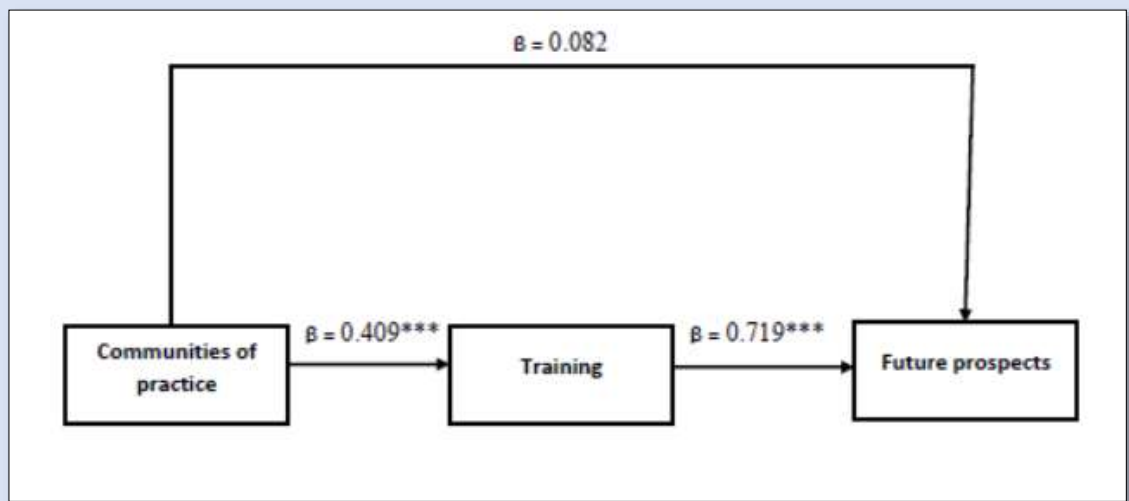 β = 0.082
β = 0.409***
β = 0.719***
Communities of
practice
Training
Future prospects